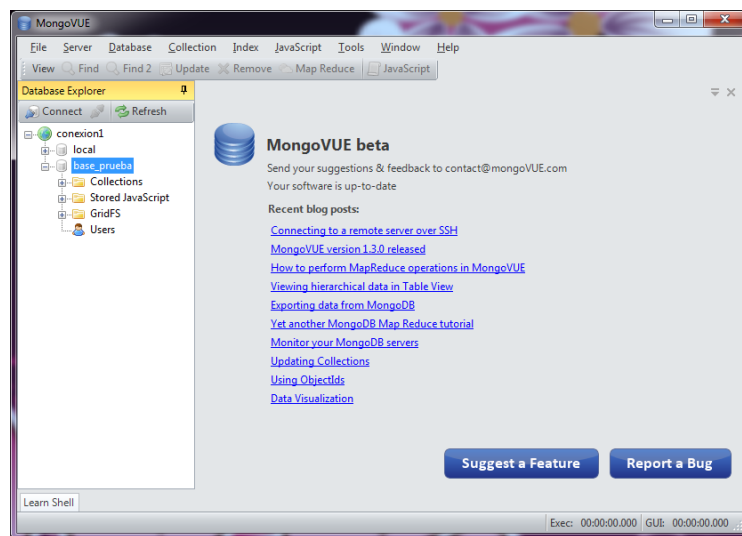 MongoVUE
File Server Database Collection Index JavaScript Tools Window Help
View Find Find 2 Update Remove Map Reduce JavaScript
Database Explorer
Connect Refresh
conexion1
local
base_prueba
Collections
Stored JavaScript
GridFS
Users
MongoVUE beta
Send your suggestions & feedback to contact@mongoVUE.com
Your software is up-to-date
Recent blog posts:
Connecting to a remote server over SSH
MongoVUE version 1.3.0 released
How to perform MapReduce operations in MongoVUE
Viewing hierarchical data in Table View
Exporting data from MongoDB
Yet another MongoDB Map Reduce tutorial
Monitor your MongoDB servers
Updating Collections
Using ObjectIds
Data Visualization
Suggest a Feature Report a Bug
Learn Shell
Exec: 00:00:00.000 GUI: 00:00:00.000